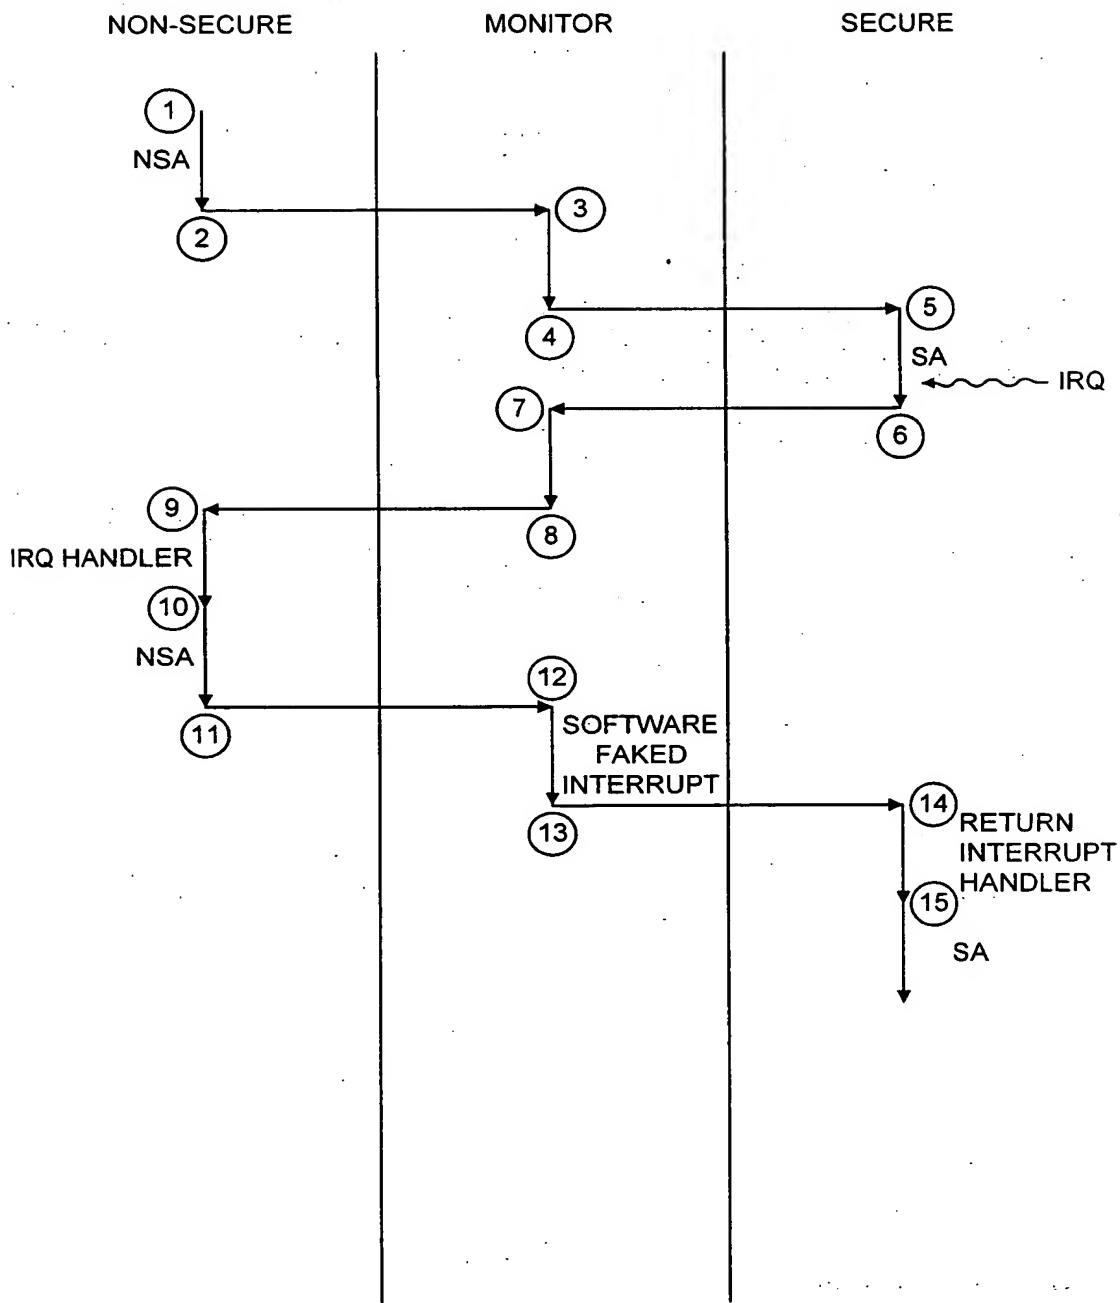 NON-SECURE
MONITOR
SECURE
1
NSA
2
3
4
5
SA
IRQ
6
7
8
9
IRQ HANDLER
10
NSA
11
12
SOFTWARE
FAKED
INTERRUPT
13
14
RETURN
INTERRUPT
HANDLER
15
SA